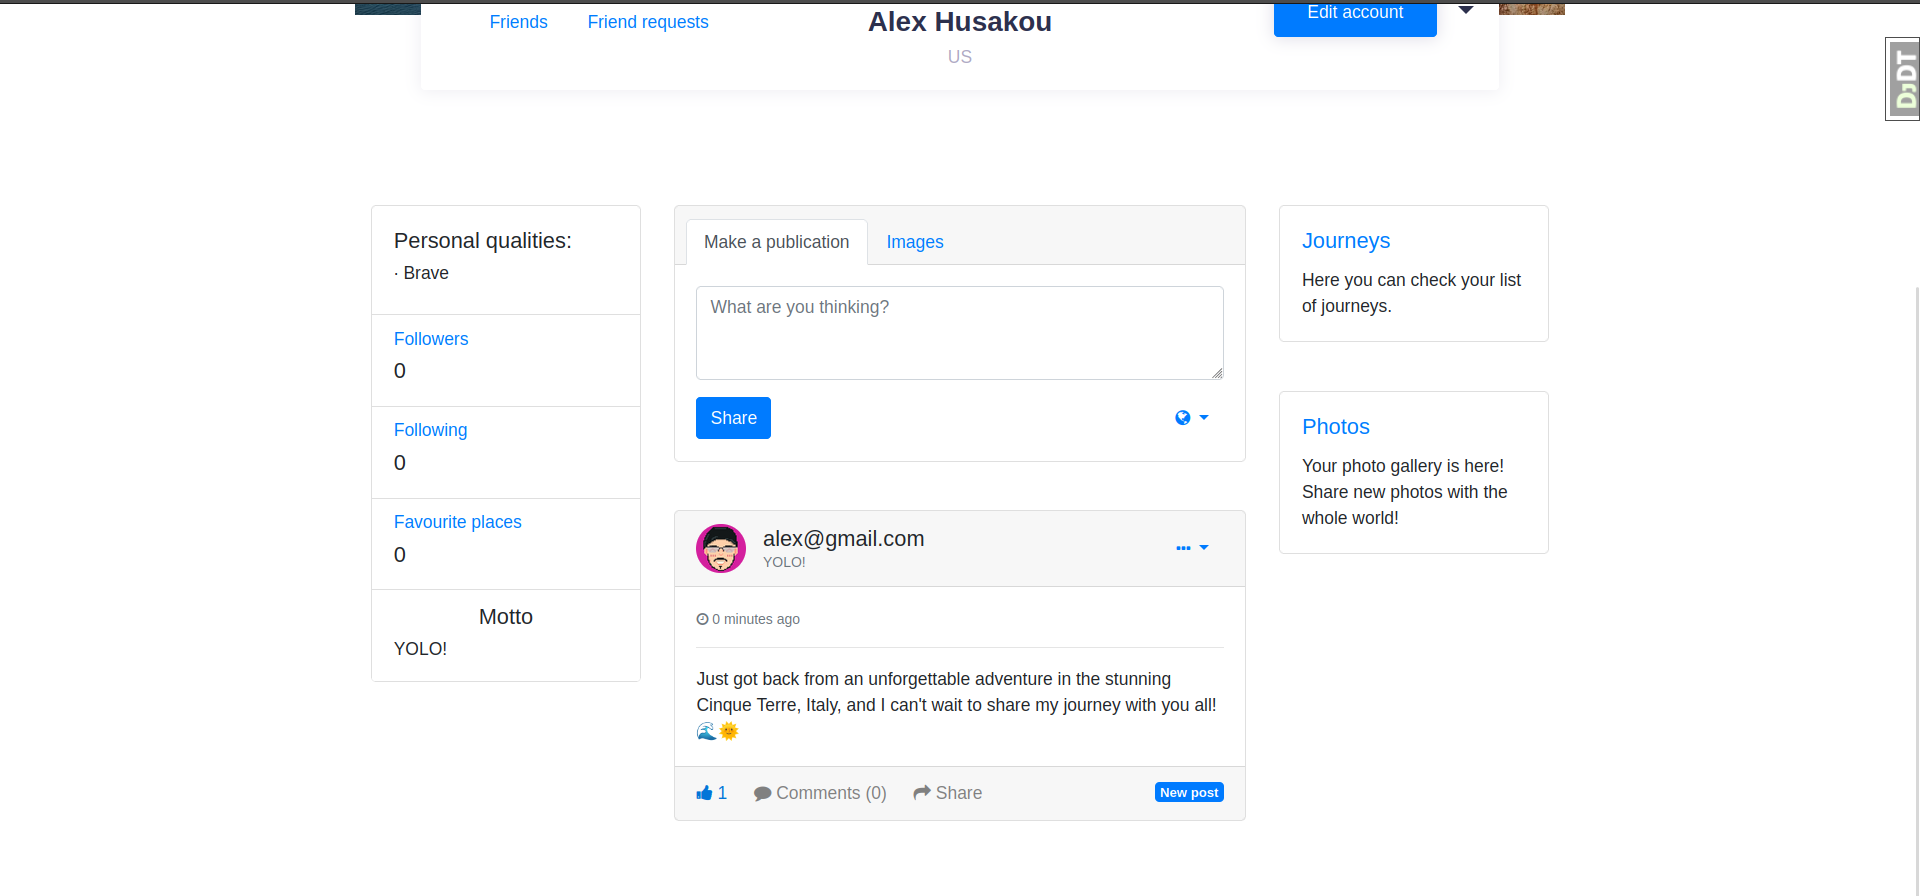 Friends
Friend requests
Alex Husakou
US
Edit account
DjDT
Personal qualities:
· Brave
Followers
0
Following
0
Favourite places
0
Motto
YOLO!
Make a publication
Images
What are you thinking?
Share
alex@gmail.com
YOLO!
0 minutes ago
Just got back from an unforgettable adventure in the stunning
Cinque Terre, Italy, and I can't wait to share my journey with you all!
🌊🌞
1
Comments (0)
Share
New post
Journeys
Here you can check your list
of journeys.
Photos
Your photo gallery is here!
Share new photos with the
whole world!